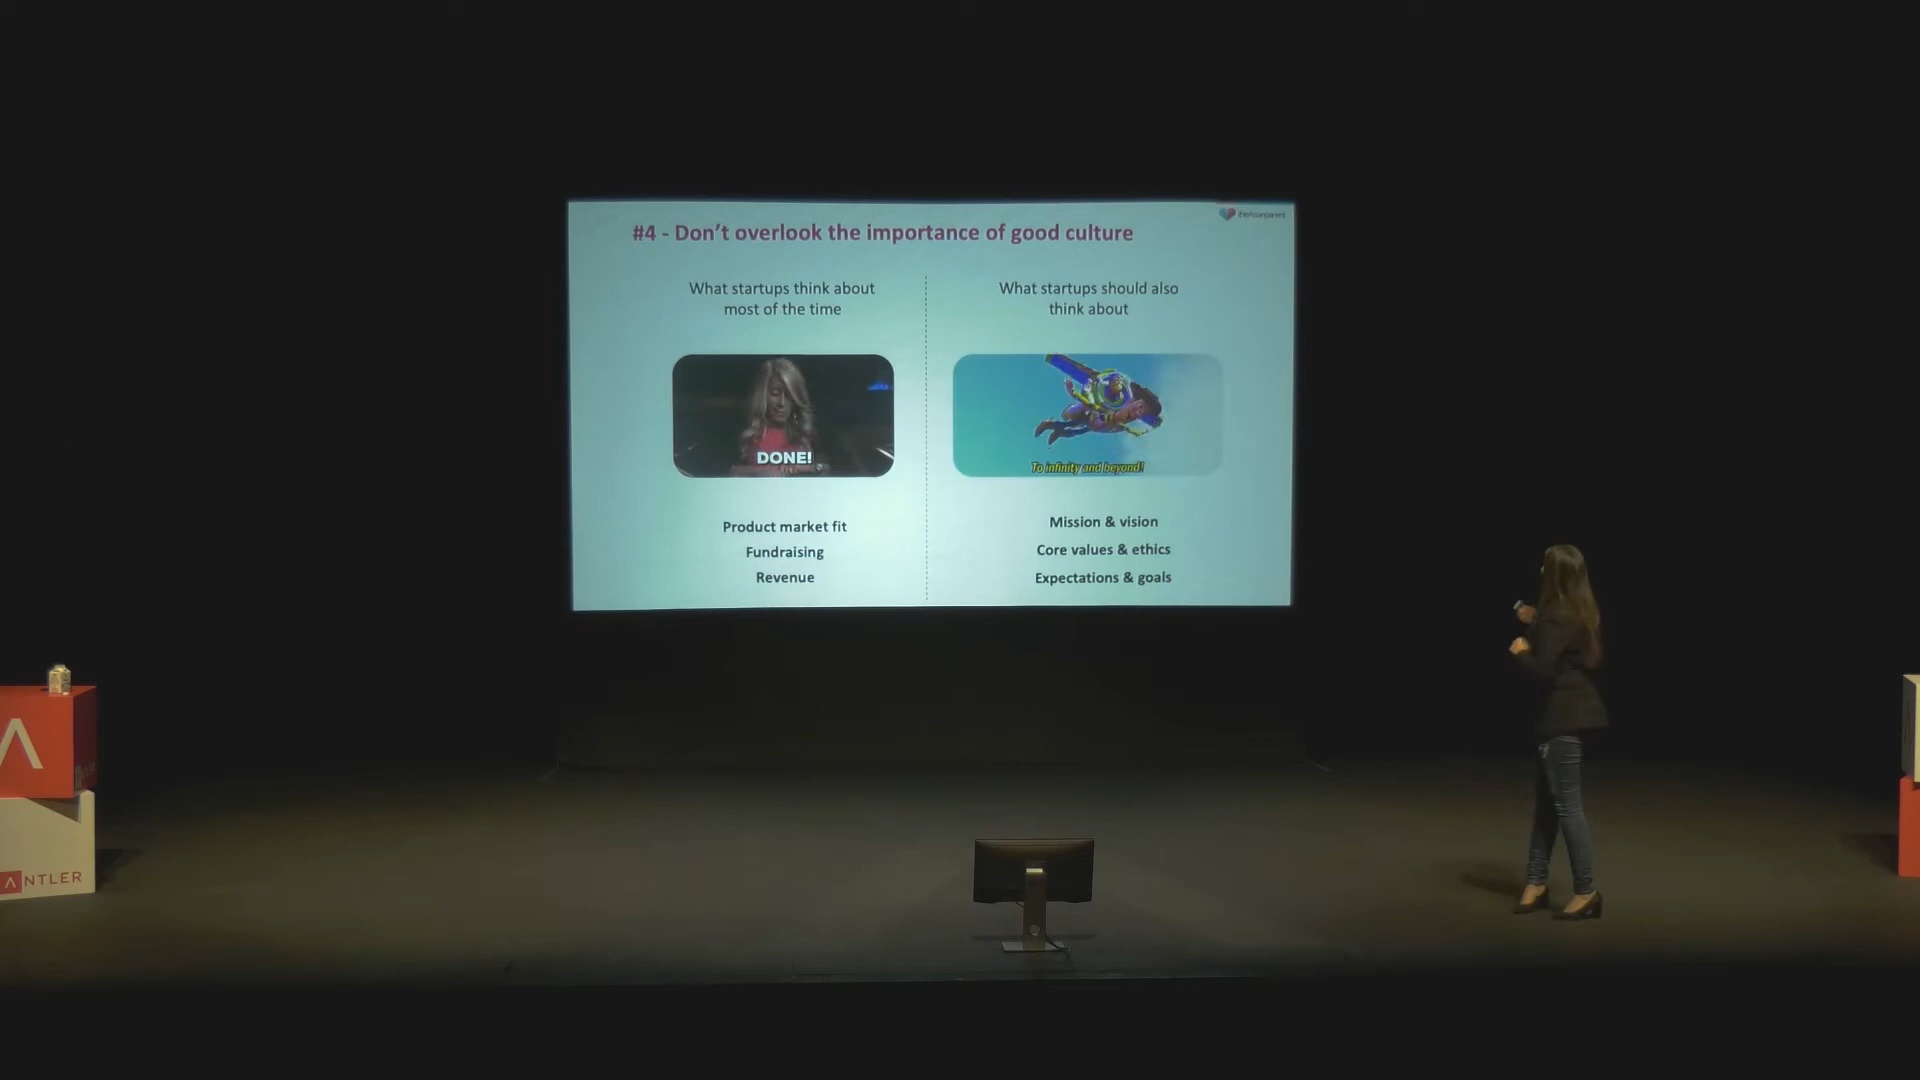 theAsianparent
#4 - Don't overlook the importance of good culture
What startups think about
most of the time
What startups should also
think about
DONE!
To infinity and beyond!
Product market fit
Fundraising
Revenue
Mission & vision
Core values & ethics
Expectations & goals
ANTLER